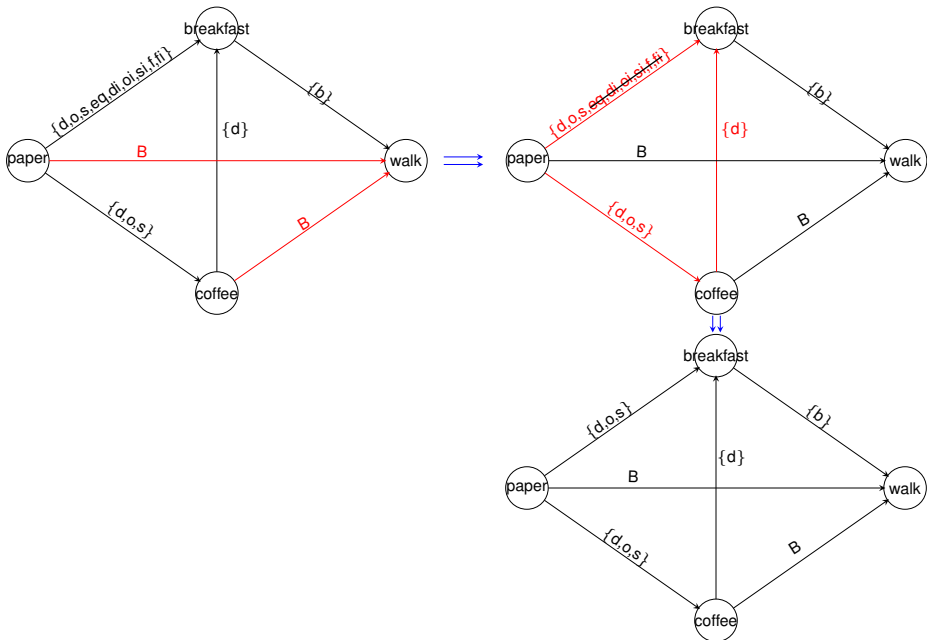 breakfast
{d,o,s,eq,di,oi,si,f,fi}
{b}
{d}
paper
B
walk
{d,o,s}
B
coffee
breakfast
{d,o,s,eq,di,oi,si,f,fi}
{b}
{d}
paper
B
walk
{d,o,s}
B
coffee
breakfast
{d,o,s}
{b}
{d}
paper
B
walk
{d,o,s}
B
coffee